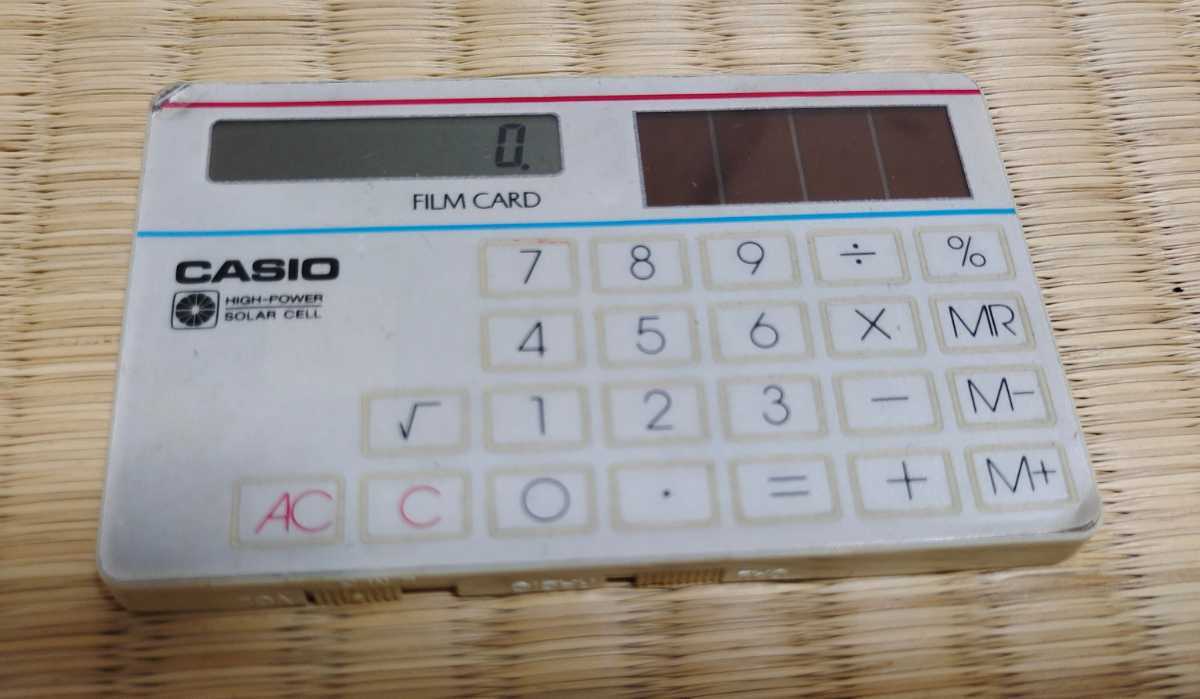 0.
FILM CARD
CASIO
HIGH-POWER
SOLAR CELL
7 8 9 ÷ %
4 5 6 × MR
√ 1 2 3 − M−
AC C 0 · = + M+